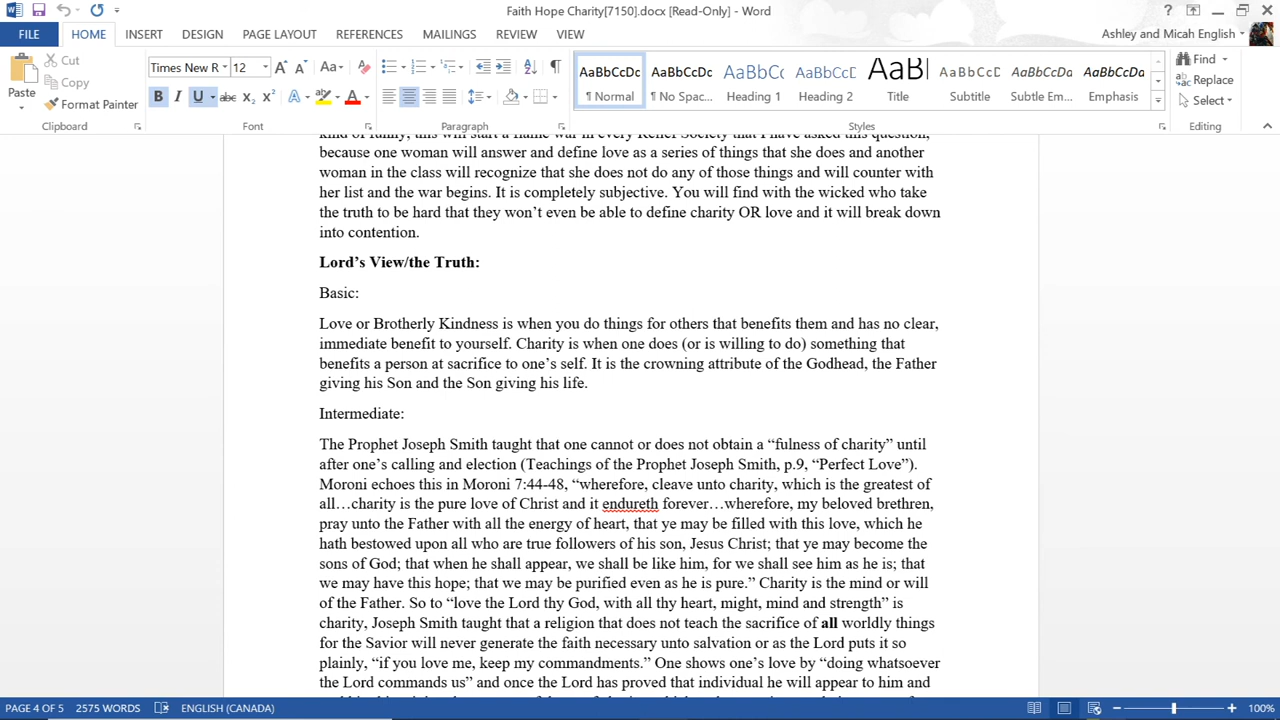 Faith Hope Charity[7150].docx [Read-Only] - Word
FILE HOME INSERT DESIGN PAGE LAYOUT REFERENCES MAILINGS REVIEW VIEW Ashley and Micah English
Paste Cut Copy Format Painter
Clipboard
Times New R 12
Font
Paragraph
AaBbCcDc AaBbCcDc AaBbCc AaBbCcD AaBl AaBbCcD AaBbCcDc AaBbCcDc
¶ Normal ¶ No Spac... Heading 1 Heading 2 Title Subtitle Subtle Em... Emphasis
Styles
Find
Replace
Select
Editing
kind of funny, this will start a flame war in every Relief Society that I have asked this question,
because one woman will answer and define love as a series of things that she does and another
woman in the class will recognize that she does not do any of those things and will counter with
her list and the war begins. It is completely subjective. You will find with the wicked who take
the truth to be hard that they won’t even be able to define charity OR love and it will break down
into contention.
Lord’s View/the Truth:
Basic:
Love or Brotherly Kindness is when you do things for others that benefits them and has no clear,
immediate benefit to yourself. Charity is when one does (or is willing to do) something that
benefits a person at sacrifice to one’s self. It is the crowning attribute of the Godhead, the Father
giving his Son and the Son giving his life.
Intermediate:
The Prophet Joseph Smith taught that one cannot or does not obtain a “fulness of charity” until
after one’s calling and election (Teachings of the Prophet Joseph Smith, p.9, “Perfect Love”).
Moroni echoes this in Moroni 7:44-48, “wherefore, cleave unto charity, which is the greatest of
all…charity is the pure love of Christ and it endureth forever…wherefore, my beloved brethren,
pray unto the Father with all the energy of heart, that ye may be filled with this love, which he
hath bestowed upon all who are true followers of his son, Jesus Christ; that ye may become the
sons of God; that when he shall appear, we shall be like him, for we shall see him as he is; that
we may have this hope; that we may be purified even as he is pure.” Charity is the mind or will
of the Father. So to “love the Lord thy God, with all thy heart, might, mind and strength” is
charity, Joseph Smith taught that a religion that does not teach the sacrifice of all worldly things
for the Savior will never generate the faith necessary unto salvation or as the Lord puts it so
plainly, “if you love me, keep my commandments.” One shows one’s love by “doing whatsoever
the Lord commands us” and once the Lord has proved that individual he will appear to him and
PAGE 4 OF 5 2575 WORDS ENGLISH (CANADA) 100%